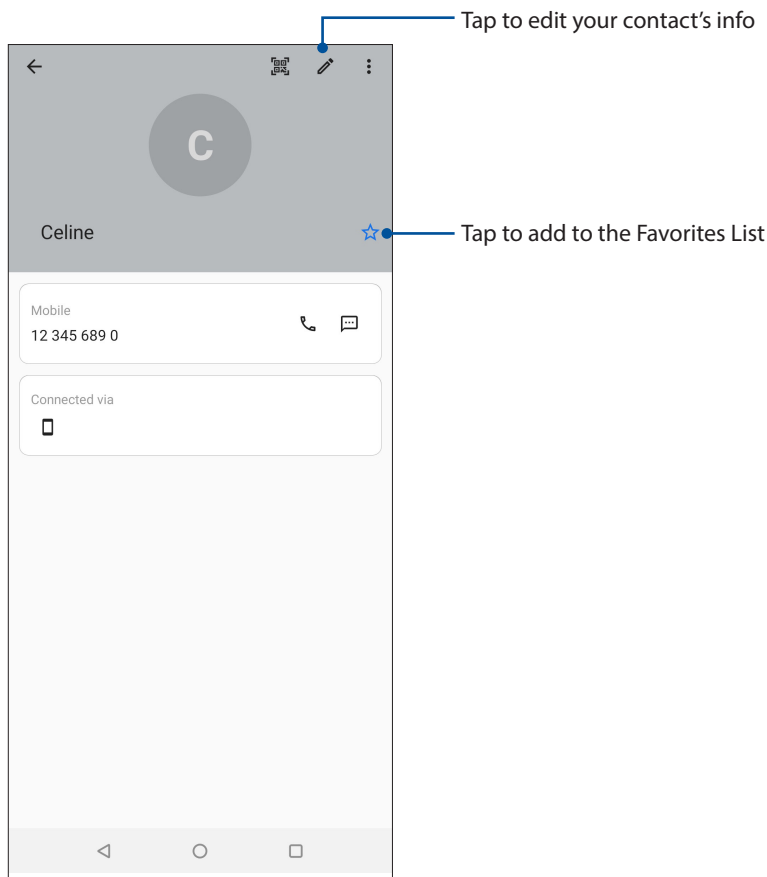 Tap to edit your contact’s info
C
Celine
Tap to add to the Favorites List
Mobile
12 345 689 0
Connected via